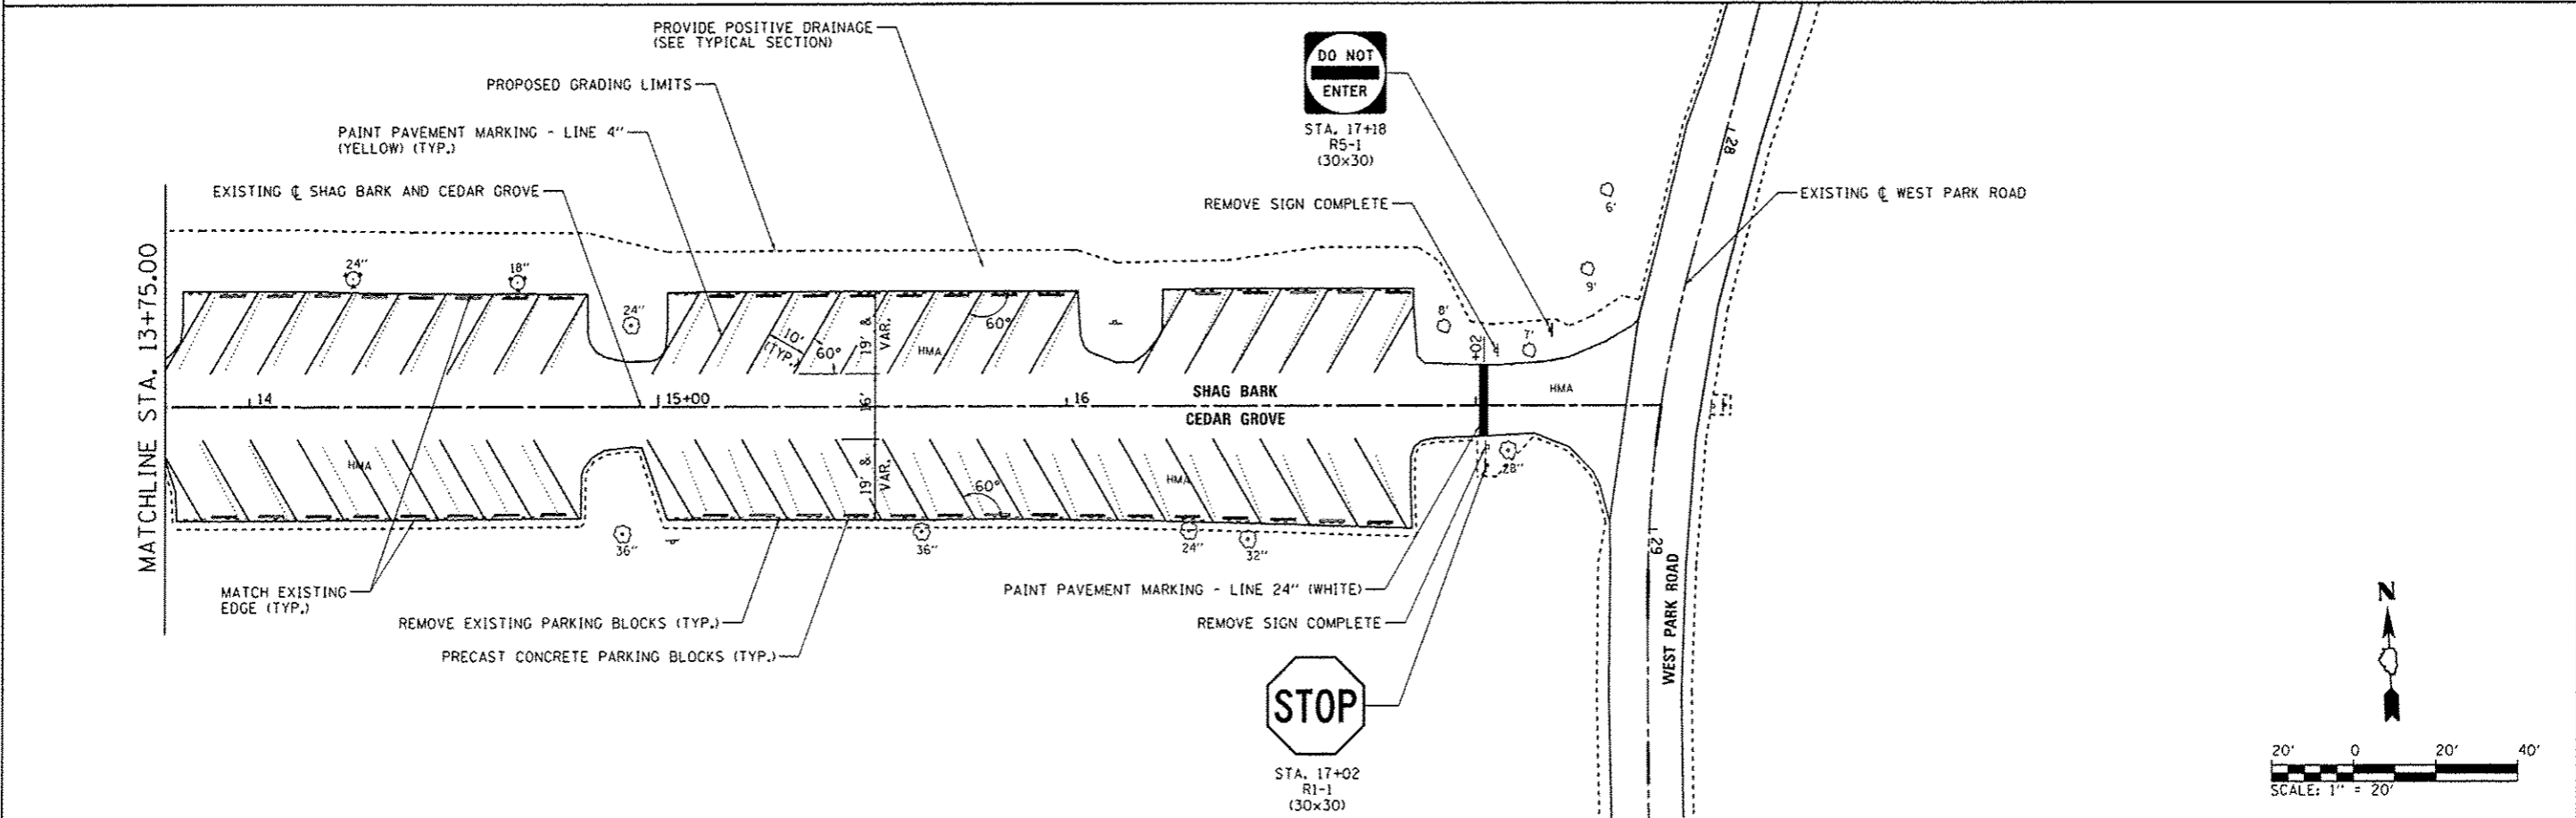 PROVIDE POSITIVE DRAINAGE
(SEE TYPICAL SECTION)
PROPOSED GRADING LIMITS
PAINT PAVEMENT MARKING - LINE 4"
(YELLOW) (TYP.)
EXISTING ℄ SHAG BARK AND CEDAR GROVE
DO NOT
ENTER
STA. 17+18
R5-1
(30x30)
REMOVE SIGN COMPLETE
EXISTING ℄ WEST PARK ROAD
28
6'
9'
8'
7'
MATCHLINE STA. 13+75.00
24"
18"
24"
10'
(TYP.)
60°
19' &
VAR.
HMA
60°
+02
HMA
14
15+00
16'
16
SHAG BARK
CEDAR GROVE
HMA
19' &
VAR.
60°
HMA
28"
36"
36"
24"
32"
29
WEST PARK ROAD
MATCH EXISTING
EDGE (TYP.)
REMOVE EXISTING PARKING BLOCKS (TYP.)
PRECAST CONCRETE PARKING BLOCKS (TYP.)
PAINT PAVEMENT MARKING - LINE 24" (WHITE)
REMOVE SIGN COMPLETE
STOP
STA. 17+02
R1-1
(30x30)
N
20' 0 20' 40'
SCALE: 1" = 20'